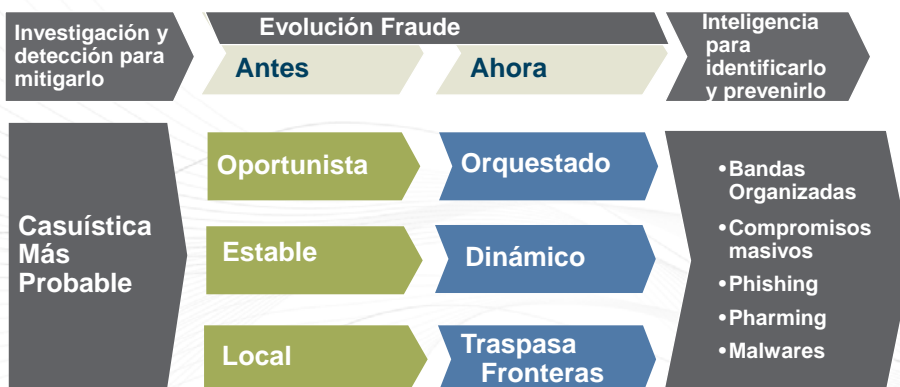 Investigación y
detección para
mitigarlo
Evolución Fraude
Antes
Ahora
Inteligencia
para
identificarlo
y prevenirlo
Casuística
Más
Probable
Oportunista
Orquestado
Estable
Dinámico
Local
Traspasa
Fronteras
•Bandas
Organizadas
•Compromisos
masivos
•Phishing
•Pharming
•Malwares